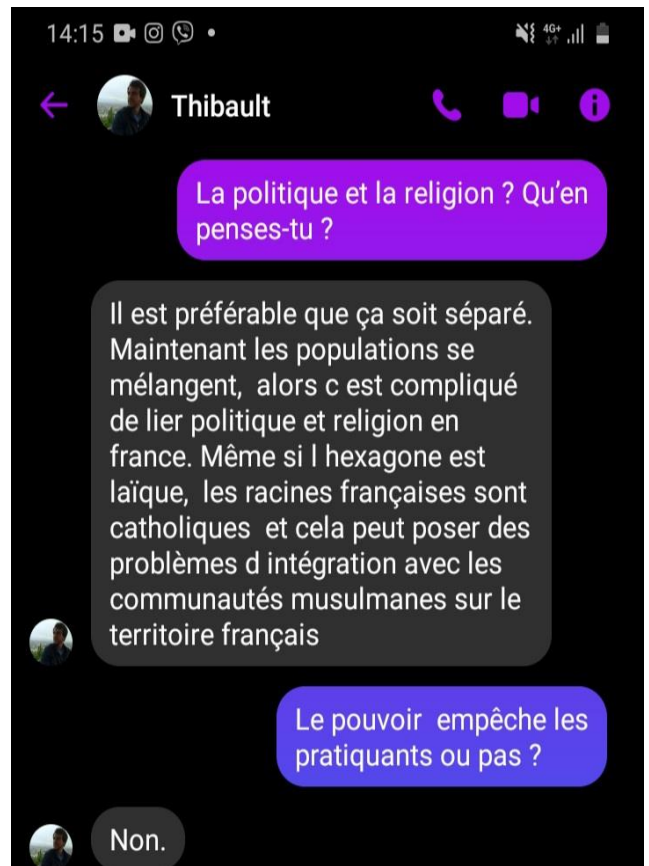 14:15
4G+
Thibault
La politique et la religion ? Qu’en
penses-tu ?
Il est préférable que ça soit séparé.
Maintenant les populations se
mélangent,  alors c est compliqué
de lier politique et religion en
france. Même si l hexagone est
laïque,  les racines françaises sont
catholiques  et cela peut poser des
problèmes d intégration avec les
communautés musulmanes sur le
territoire français
Le pouvoir  empêche les
pratiquants ou pas ?
Non.